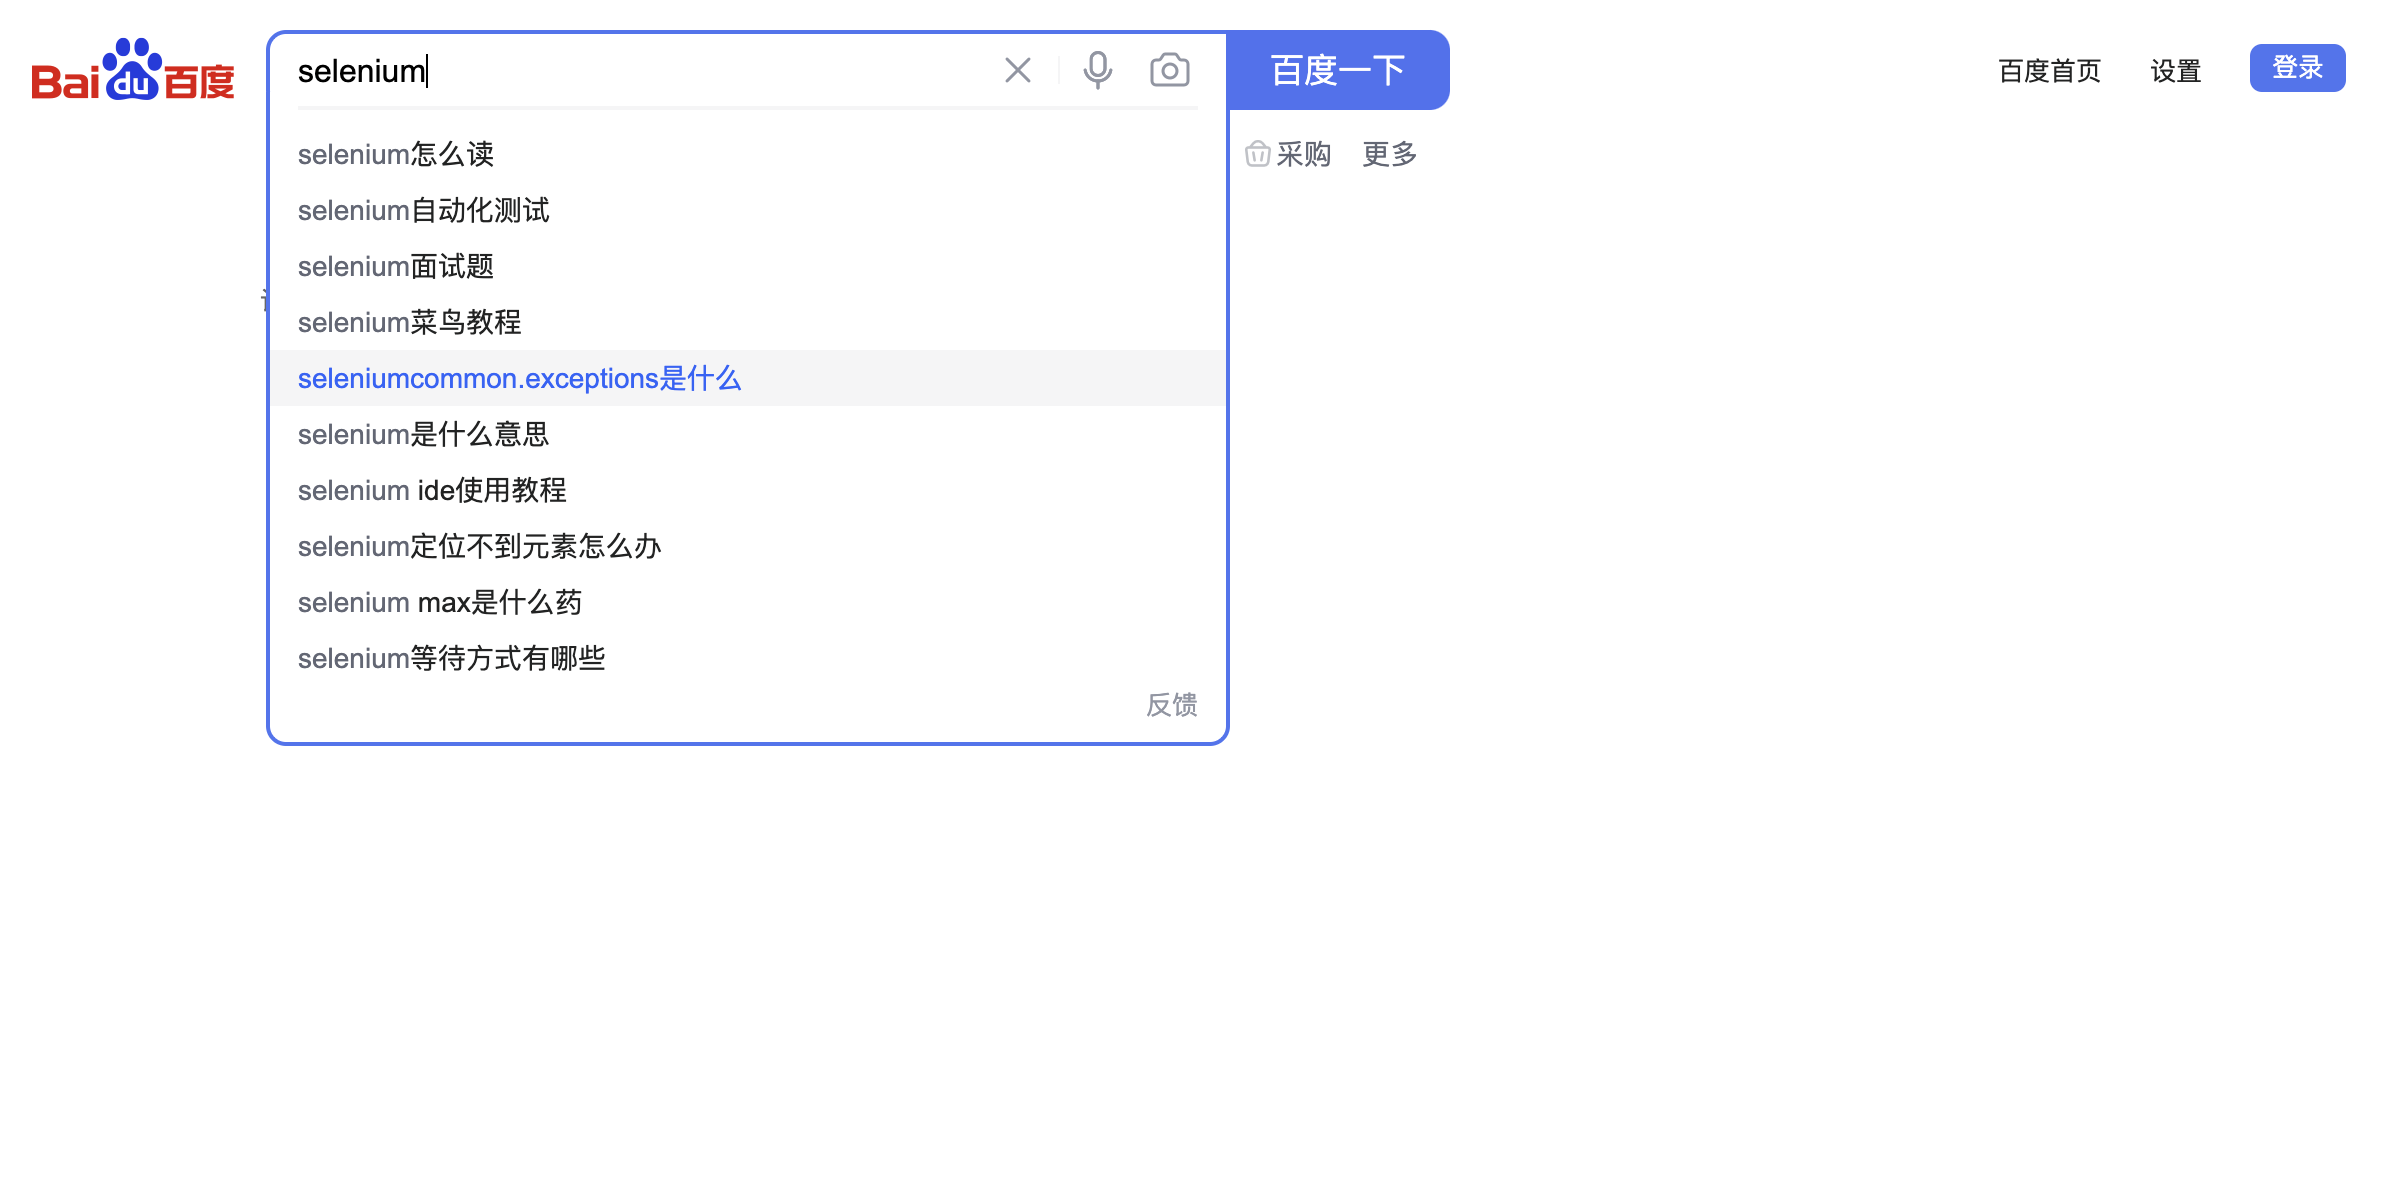 Baidu百度
selenium
百度一下
百度首页
设置
登录
采购
更多
selenium怎么读
selenium自动化测试
selenium面试题
selenium菜鸟教程
seleniumcommon.exceptions是什么
selenium是什么意思
selenium ide使用教程
selenium定位不到元素怎么办
selenium max是什么药
selenium等待方式有哪些
反馈